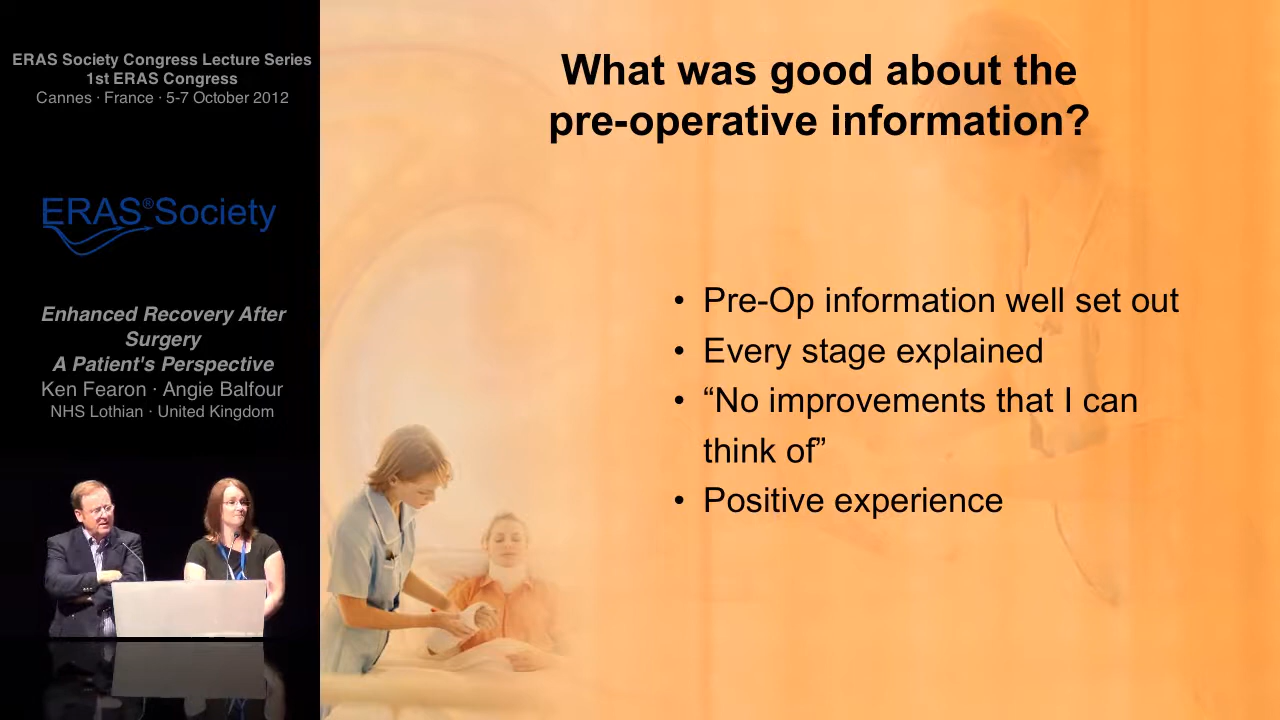 ERAS Society Congress Lecture Series
1st ERAS Congress
Cannes · France · 5-7 October 2012
ERAS®Society
Enhanced Recovery After
Surgery
A Patient's Perspective
Ken Fearon · Angie Balfour
NHS Lothian · United Kingdom
What was good about the
pre-operative information?
• Pre-Op information well set out
• Every stage explained
• “No improvements that I can
think of”
• Positive experience